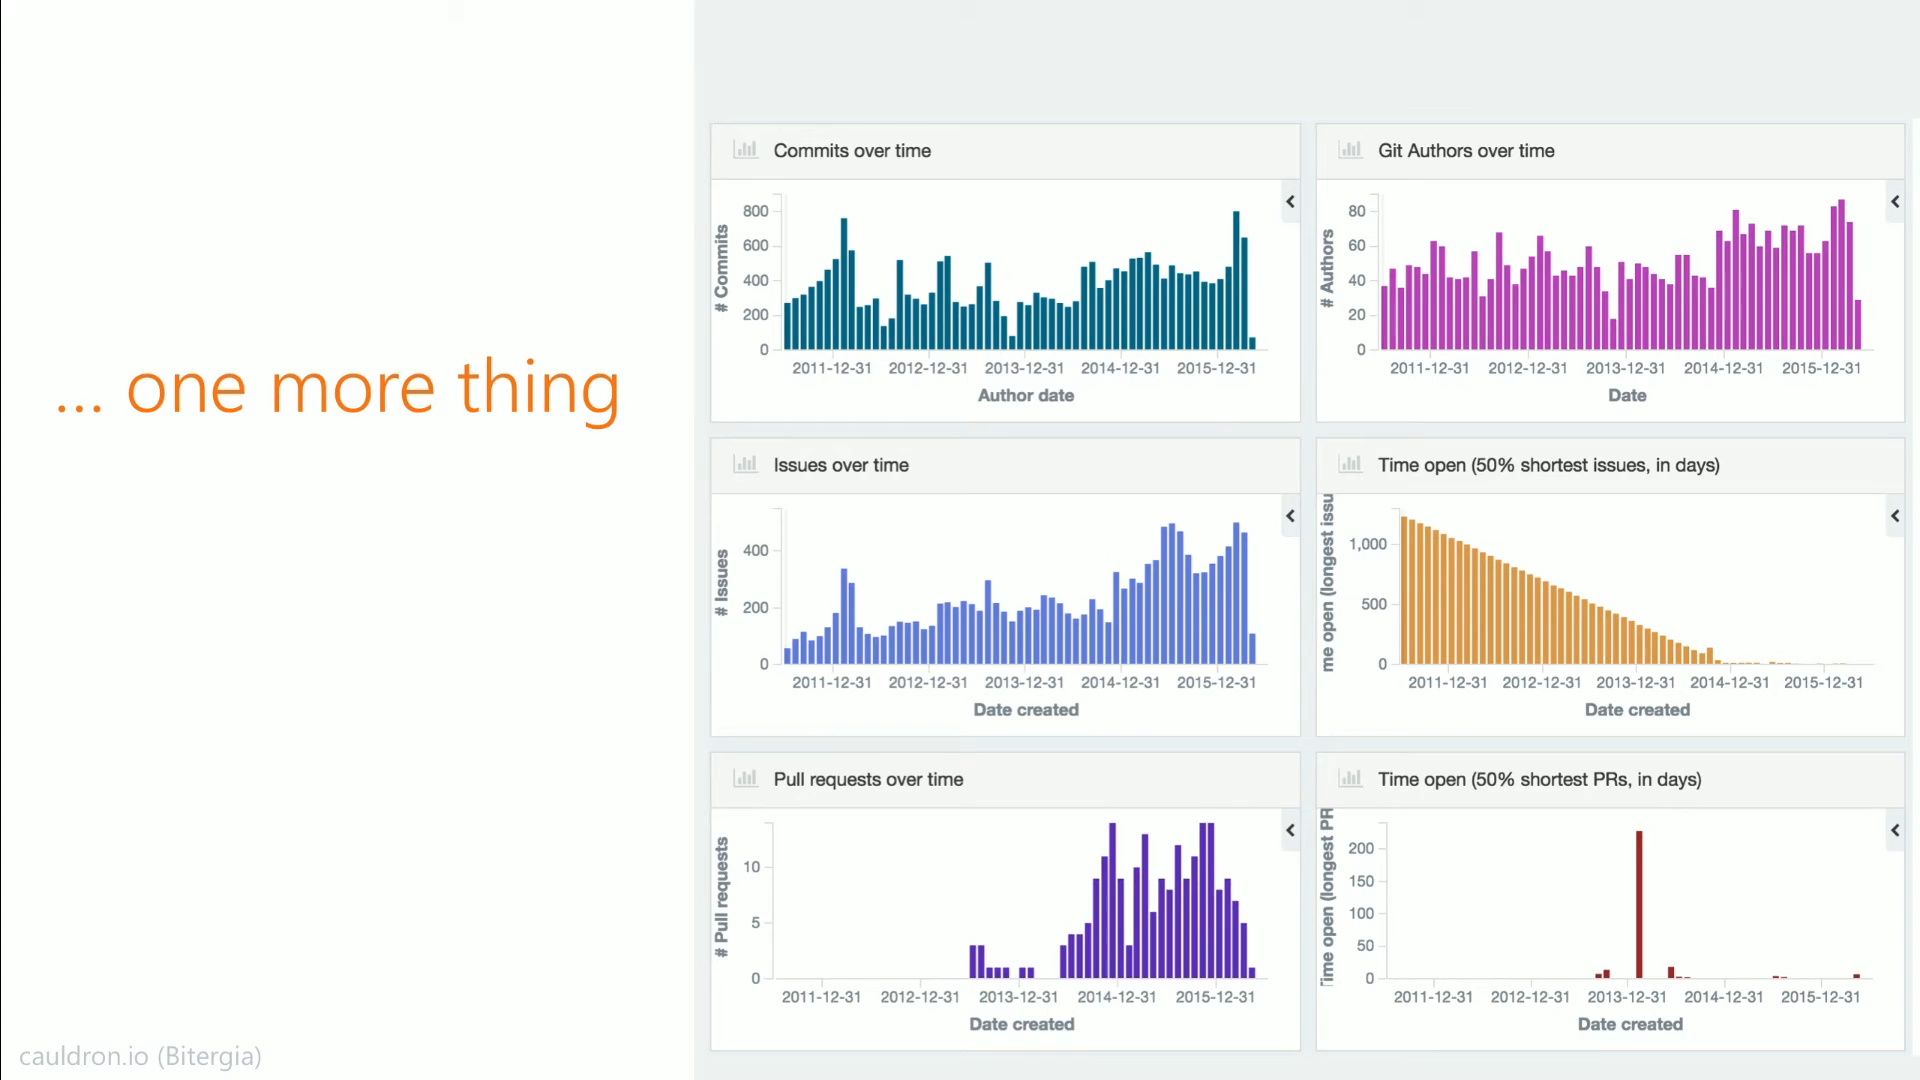 ... one more thing
Commits over time
# Commits
800
600
400
200
0
2011-12-31 2012-12-31 2013-12-31 2014-12-31 2015-12-31
Author date
Git Authors over time
# Authors
80
60
40
20
0
2011-12-31 2012-12-31 2013-12-31 2014-12-31 2015-12-31
Date
Issues over time
# Issues
400
200
0
2011-12-31 2012-12-31 2013-12-31 2014-12-31 2015-12-31
Date created
Time open (50% shortest issues, in days)
me open (longest issu
1,000
500
0
2011-12-31 2012-12-31 2013-12-31 2014-12-31 2015-12-31
Date created
Pull requests over time
# Pull requests
10
5
0
2011-12-31 2012-12-31 2013-12-31 2014-12-31 2015-12-31
Date created
Time open (50% shortest PRs, in days)
Time open (longest PR
200
150
100
50
0
2011-12-31 2012-12-31 2013-12-31 2014-12-31 2015-12-31
Date created
cauldron.io (Bitergia)